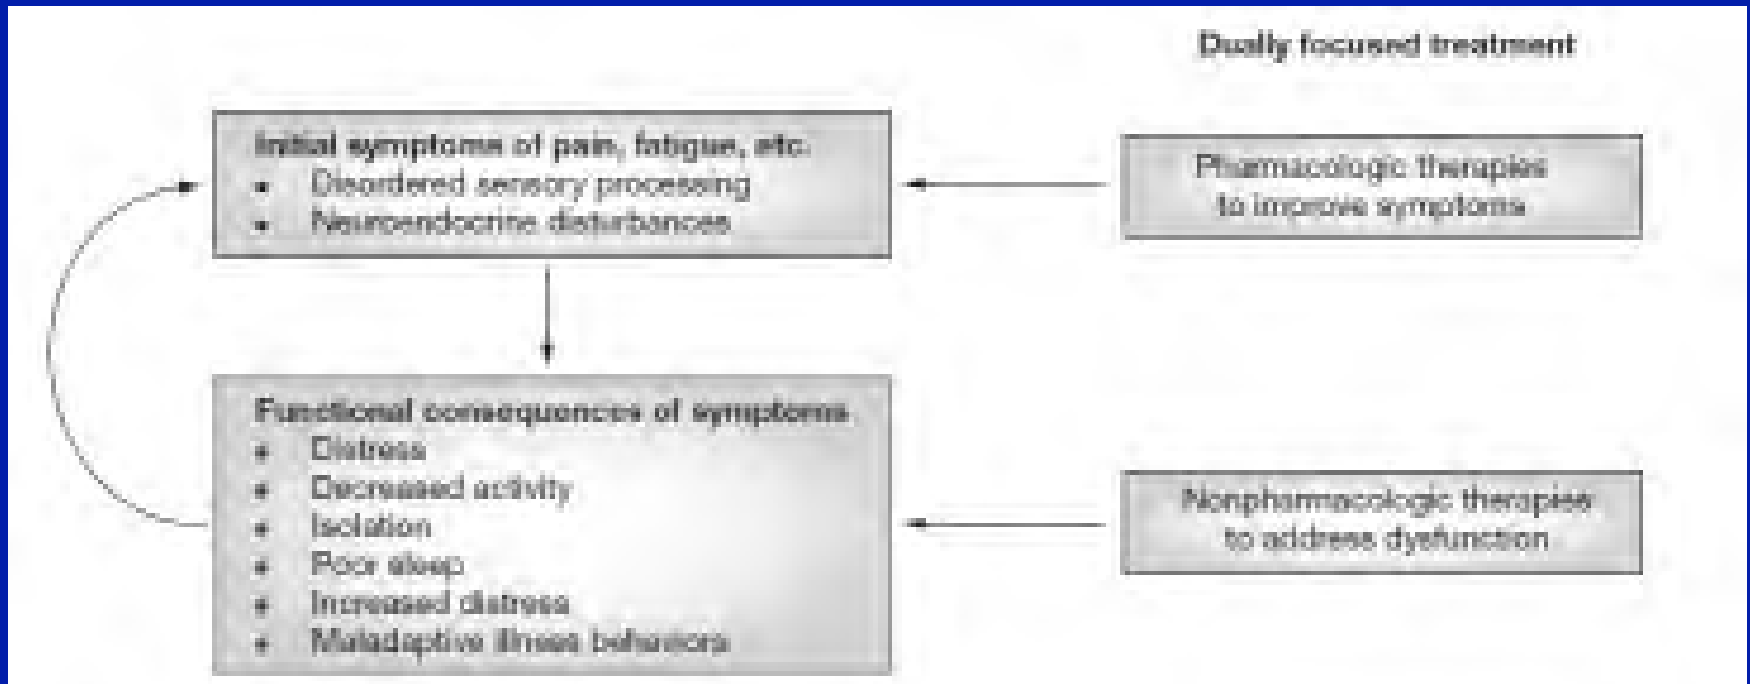 Dually focused treatment
Initial symptoms of pain, fatigue, etc.
• Disordered sensory processing
• Neuroendocrine disturbances
Pharmacologic therapies
to improve symptoms
Functional consequences of symptoms
• Distress
• Decreased activity
• Isolation
• Poor sleep
• Increased distress
• Maladaptive illness behaviors
Nonpharmacologic therapies
to address dysfunction